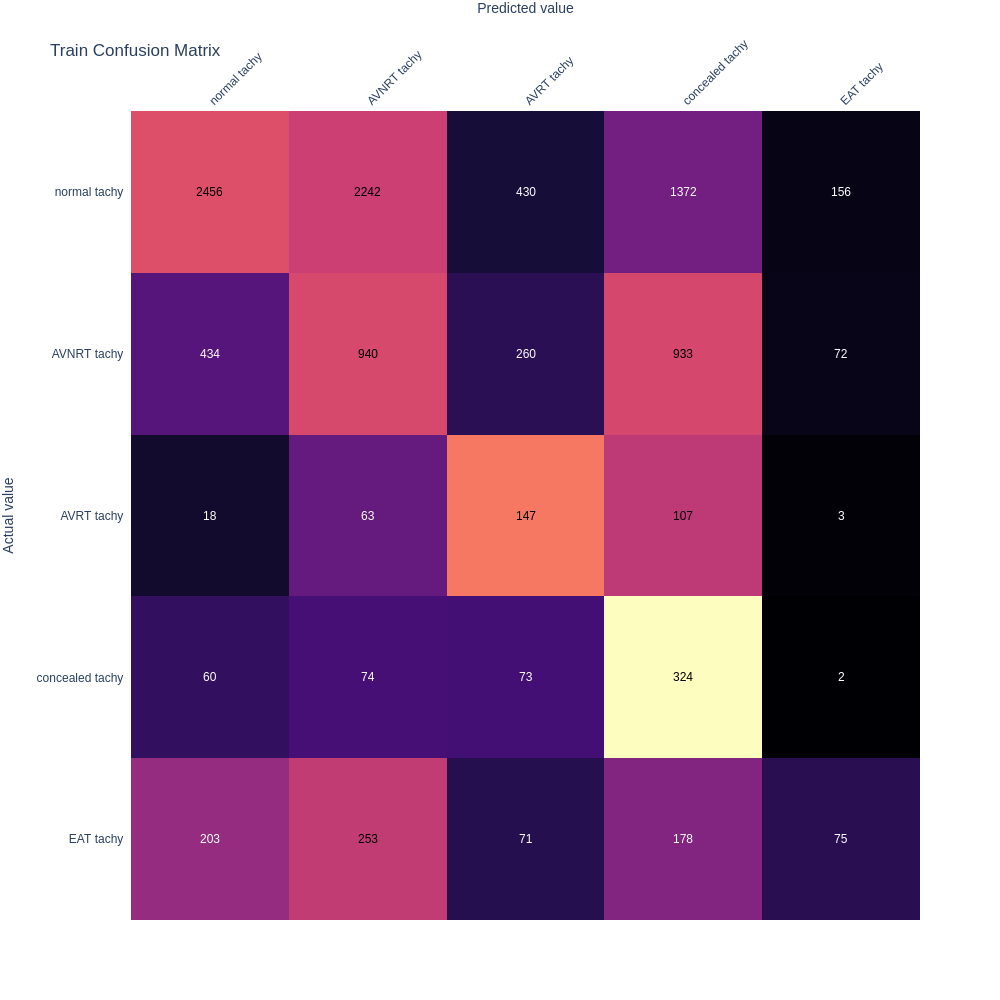 Predicted value
Train Confusion Matrix
normal tachy
AVNRT tachy
AVRT tachy
concealed tachy
EAT tachy
normal tachy 2456 2242 430 1372 156
AVNRT tachy 434 940 260 933 72
AVRT tachy 18 63 147 107 3
concealed tachy 60 74 73 324 2
EAT tachy 203 253 71 178 75
Actual value